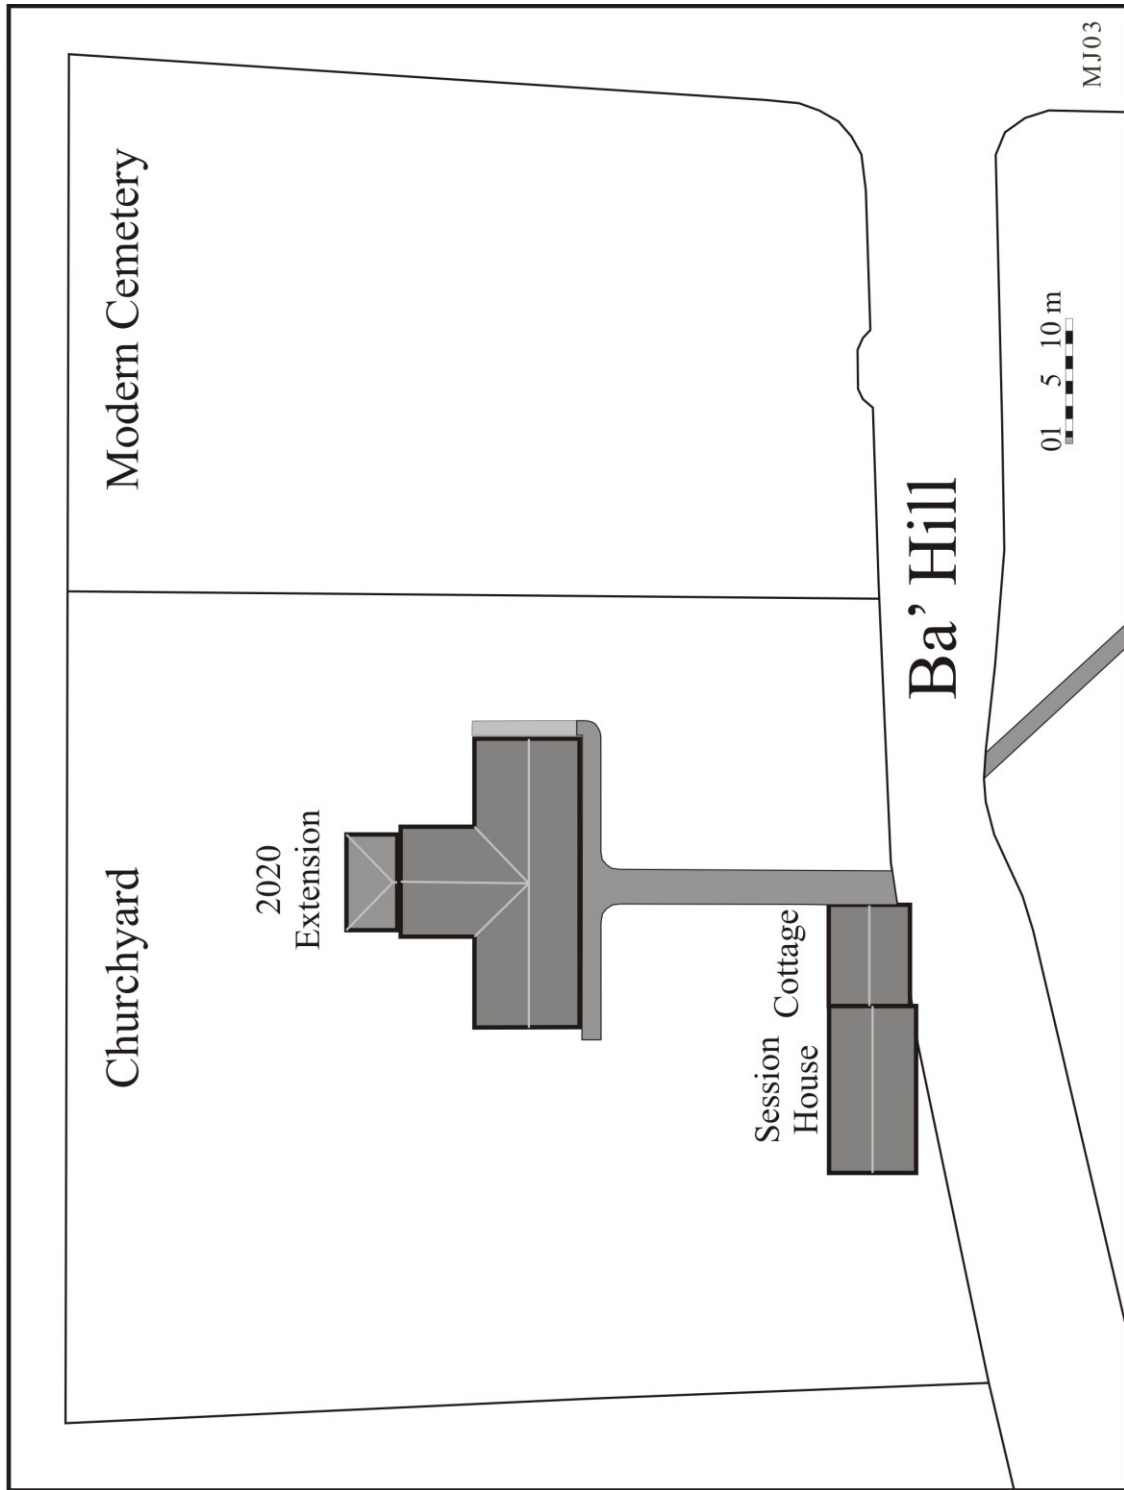 Churchyard
Modern Cemetery
2020
Extension
Session
House
Cottage
Ba’ Hill
01 5 10 m
MJ03